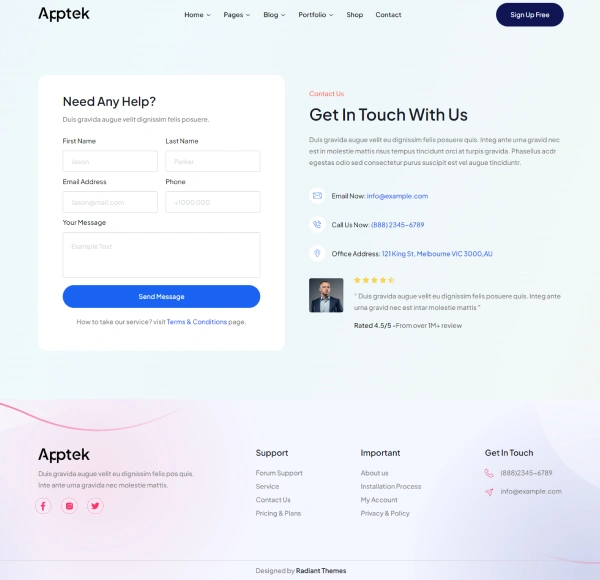 Apptek
Home Pages Blog Portfolio Shop Contact
Sign Up Free
Need Any Help?
Duis gravida augue velit dignissim felis posuere.
First Name Last Name
Jason Parker
Email Address Phone
Jason@mail.com +1000 000
Your Message
Example Text
Send Message
How to take our service? visit Terms & Conditions page.
Contact Us
Get In Touch With Us
Duis gravida augue velit eu dignissim felis posuere quis. Integ ante urna gravid nec
est in molestie mattis risus tempus tincidunt orci at turpis gravida. Phasellus acdr
egestas odio sed consectetur purus suscipit est vel augue tinciduntr.
Email Now: info@example.com
Call Us Now: (888) 2345-6789
Office Address: 121 King St, Melbourne VIC 3000,AU
" Duis gravida augue velit eu dignissim felis posuere quis. Integ ante
urna gravid nec est intar molestie mattis "
Rated 4.5/5 -From over 1M+ review
Apptek
Duis gravida augue velit eu dignissim felis pos quis.
Inte ante urna gravida nec molestie mattis.
Support
Forum Support
Service
Contact Us
Pricing & Plans
Important
About us
Installation Process
My Account
Privacy & Policy
Get In Touch
(888)2345-6789
info@example.com
Designed by Radiant Themes